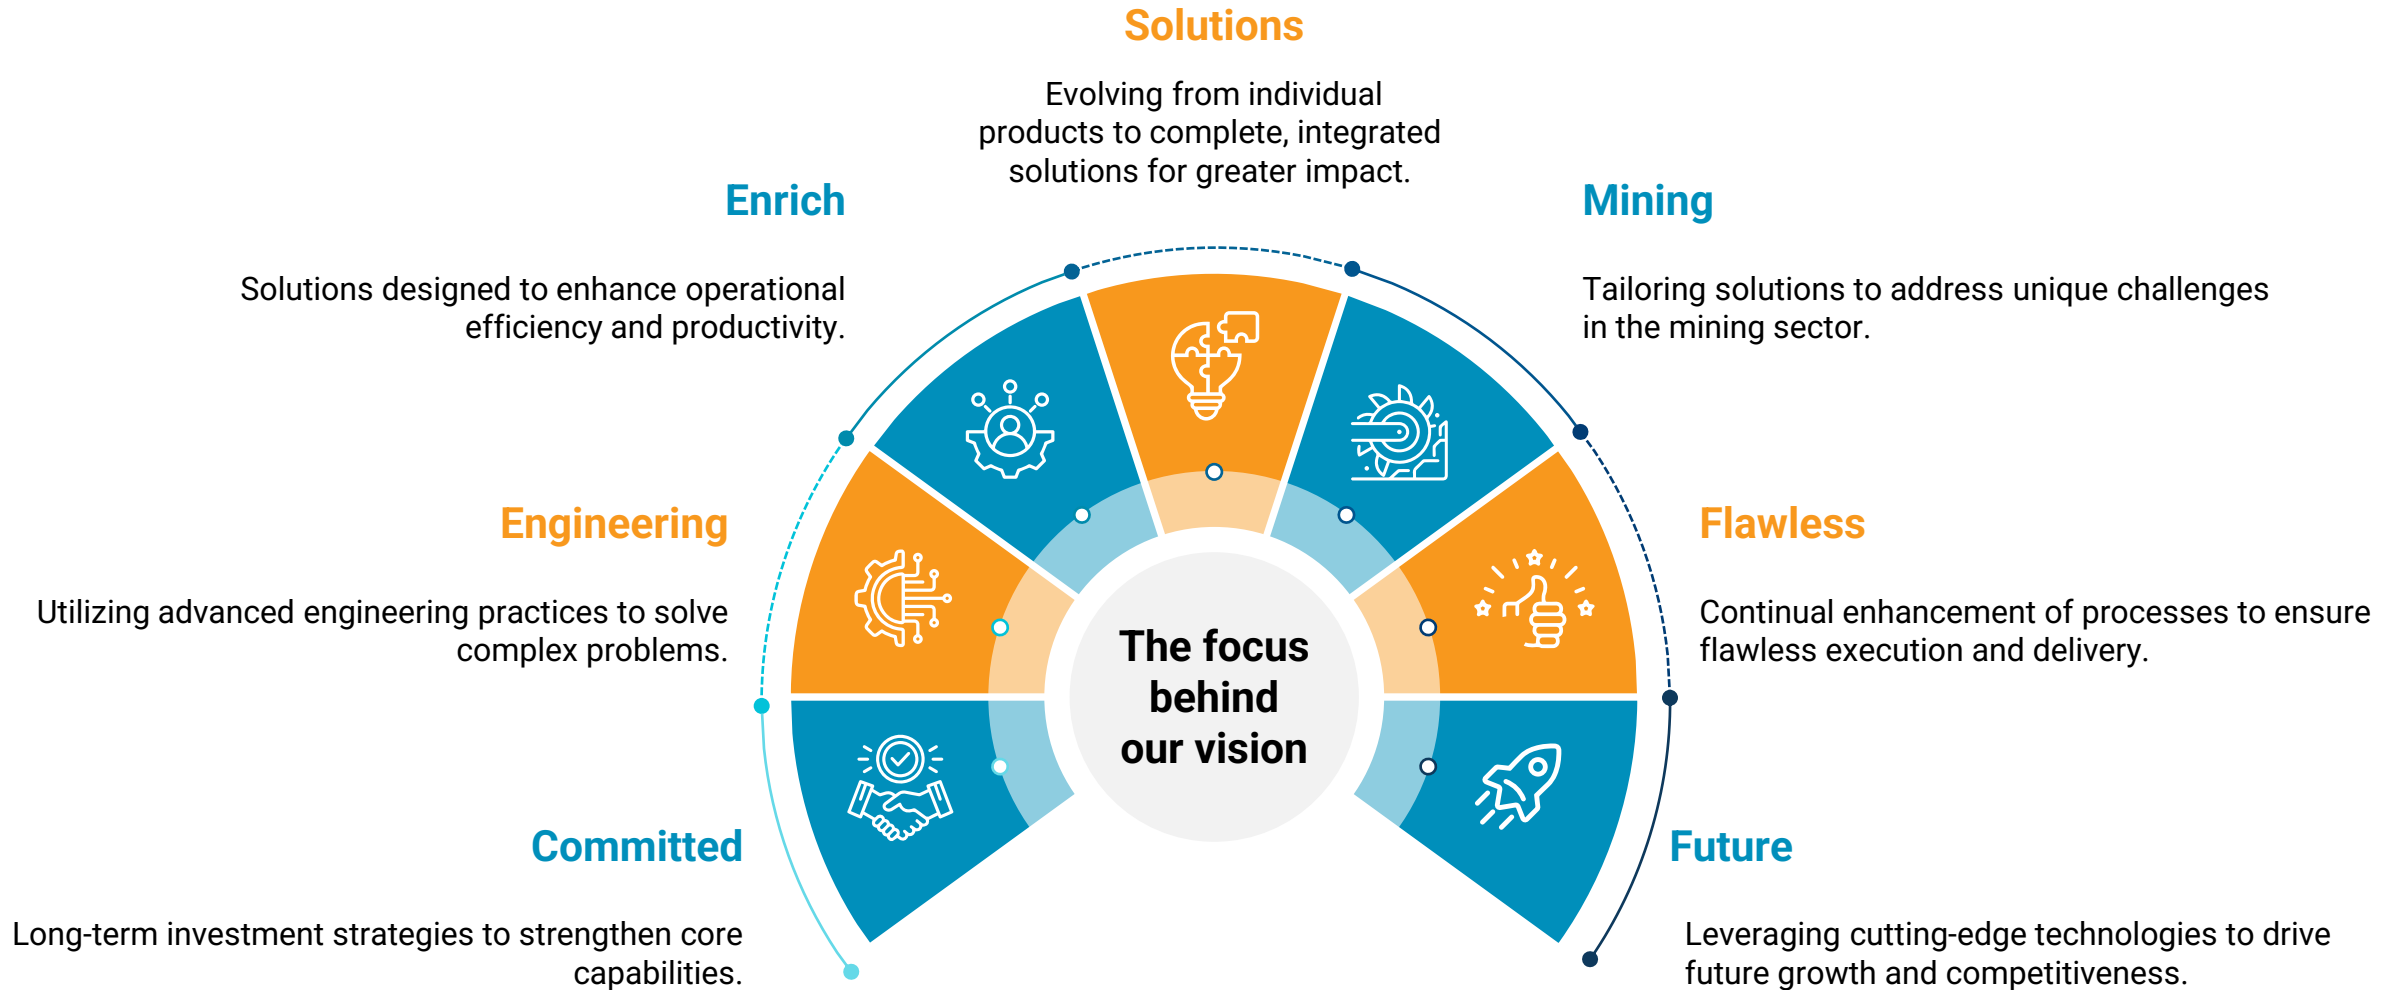 Solutions
Evolving from individual
products to complete, integrated
solutions for greater impact.
Enrich
Solutions designed to enhance operational
efficiency and productivity.
Mining
Tailoring solutions to address unique challenges
in the mining sector.
Engineering
Utilizing advanced engineering practices to solve
complex problems.
Flawless
Continual enhancement of processes to ensure
flawless execution and delivery.
The focus
behind
our vision
Committed
Long-term investment strategies to strengthen core
capabilities.
Future
Leveraging cutting-edge technologies to drive
future growth and competitiveness.